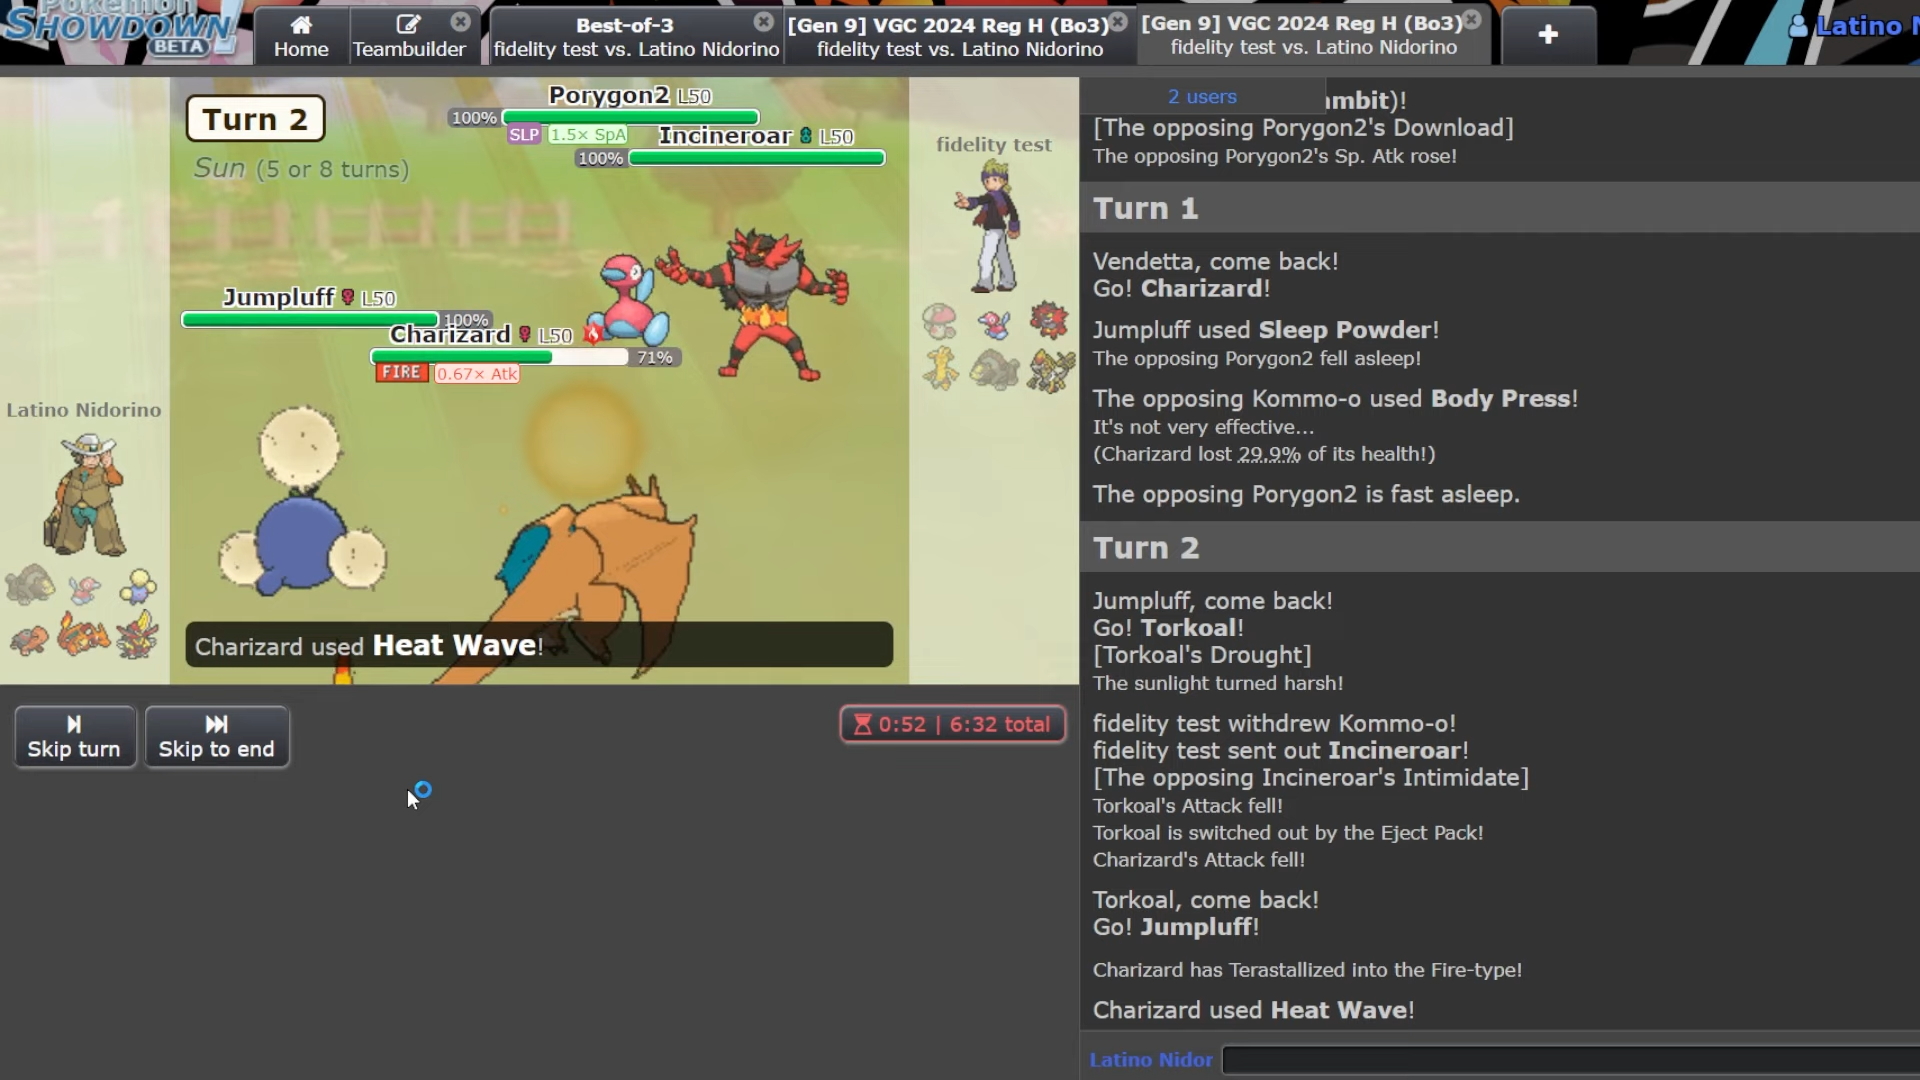 Pokémon
SHOWDOWN
BETA
Home
Teambuilder
Best-of-3
fidelity test vs. Latino Nidorino
[Gen 9] VGC 2024 Reg H (Bo3)
fidelity test vs. Latino Nidorino
[Gen 9] VGC 2024 Reg H (Bo3)
fidelity test vs. Latino Nidorino
Latino N
Turn 2
Sun (5 or 8 turns)
Porygon2 L50
100%
SLP 1.5× SpA
Incineroar L50
100%
Jumpluff L50
100%
Charizard L50
71%
FIRE 0.67× Atk
fidelity test
Latino Nidorino
Charizard used Heat Wave!
Skip turn
Skip to end
0:52 | 6:32 total
2 users
ambit)!
[The opposing Porygon2's Download]
The opposing Porygon2's Sp. Atk rose!
Turn 1
Vendetta, come back!
Go! Charizard!
Jumpluff used Sleep Powder!
The opposing Porygon2 fell asleep!
The opposing Kommo-o used Body Press!
It's not very effective...
(Charizard lost 29.9% of its health!)
The opposing Porygon2 is fast asleep.
Turn 2
Jumpluff, come back!
Go! Torkoal!
[Torkoal's Drought]
The sunlight turned harsh!
fidelity test withdrew Kommo-o!
fidelity test sent out Incineroar!
[The opposing Incineroar's Intimidate]
Torkoal's Attack fell!
Torkoal is switched out by the Eject Pack!
Charizard's Attack fell!
Torkoal, come back!
Go! Jumpluff!
Charizard has Terastallized into the Fire-type!
Charizard used Heat Wave!
Latino Nidor